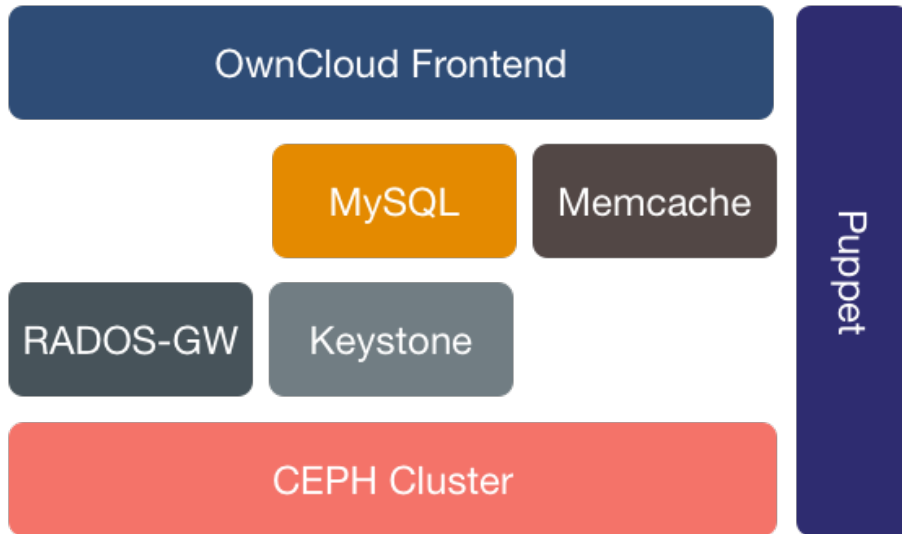 OwnCloud Frontend
MySQL
Memcache
Puppet
RADOS-GW
Keystone
CEPH Cluster